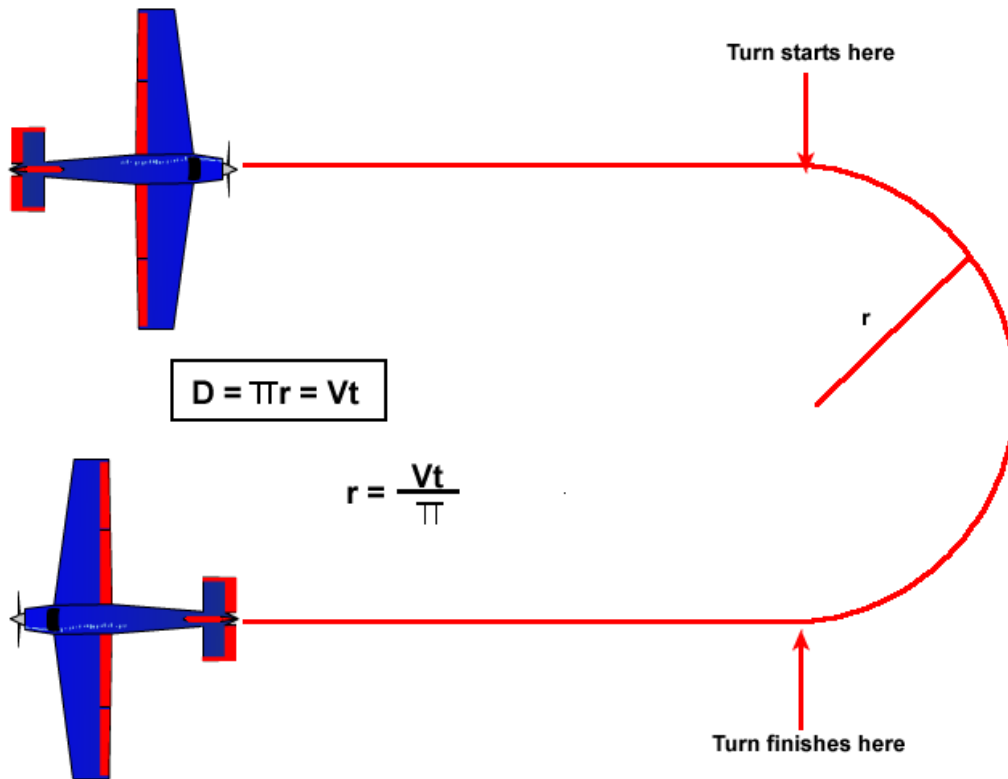 Turn starts here
r
D = πr = Vt
r = Vt/π
Turn finishes here